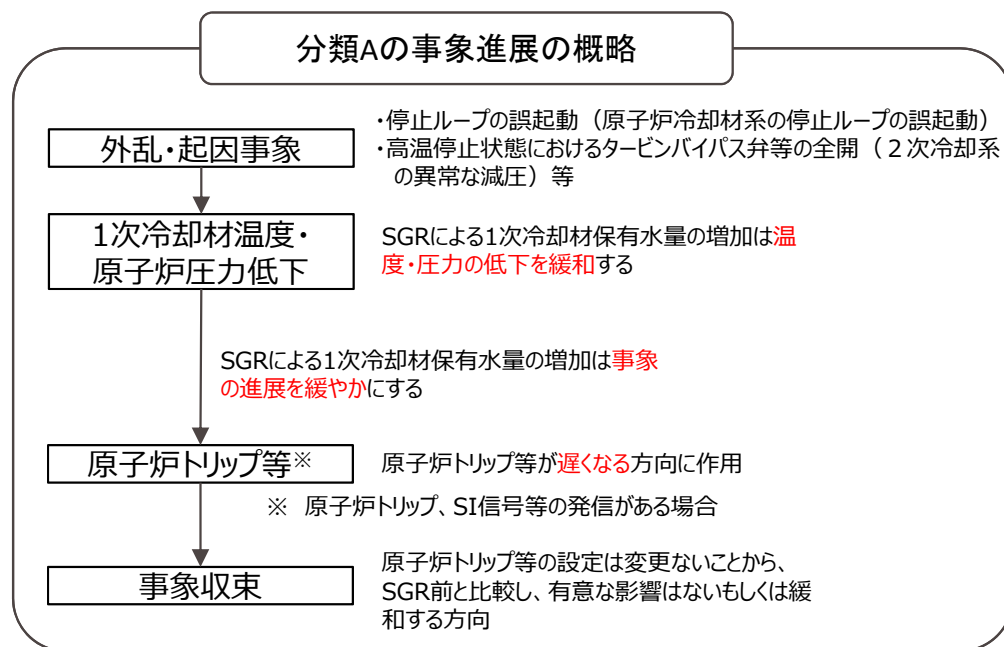 分類Aの事象進展の概略
外乱・起因事象
・停止ループの誤起動（原子炉冷却材系の停止ループの誤起動）
・高温停止状態におけるタービンバイパス弁等の全開（２次冷却系
の異常な減圧）等
1次冷却材温度・
原子炉圧力低下
SGRによる1次冷却材保有水量の増加は温
度・圧力の低下を緩和する
SGRによる1次冷却材保有水量の増加は事象
の進展を緩やかにする
原子炉トリップ等※
原子炉トリップ等が遅くなる方向に作用
※　原子炉トリップ、SI信号等の発信がある場合
事象収束
原子炉トリップ等の設定は変更ないことから、
SGR前と比較し、有意な影響はないもしくは緩
和する方向